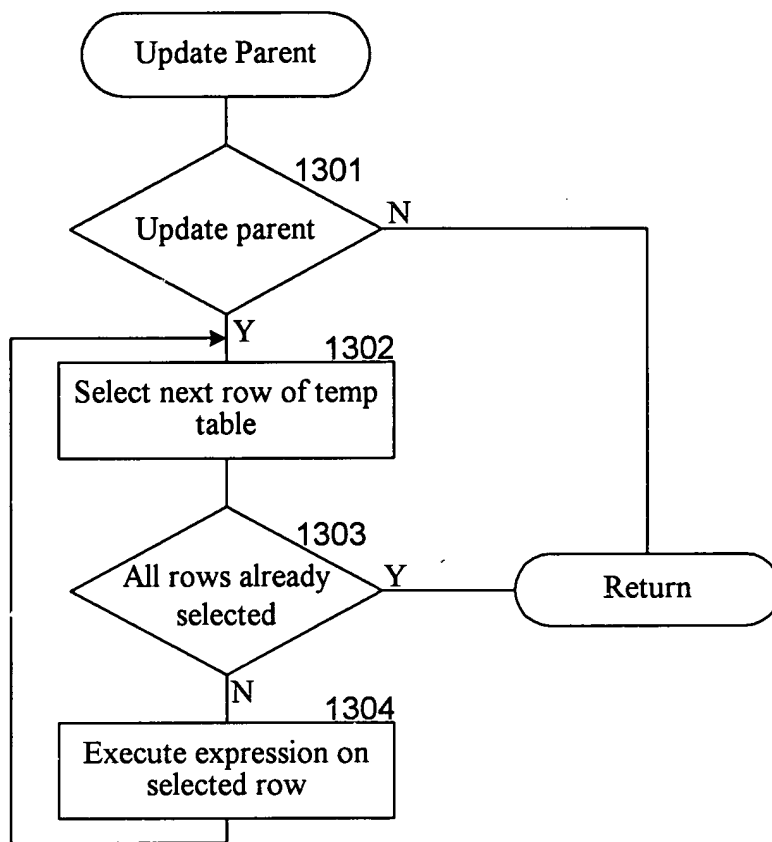 Update Parent
1301
Update parent
N
Y
1302
Select next row of temp
table
1303
All rows already
selected
Y
Return
N
1304
Execute expression on
selected row